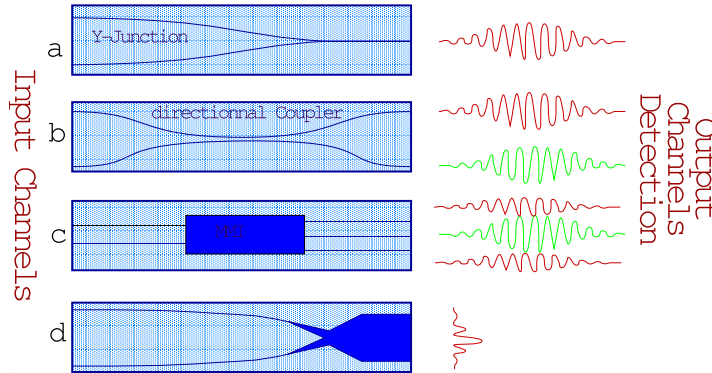 a
Y-Junction
b
directionnal Coupler
c
MMI
d
Input Channels
Output
Channels
Detection